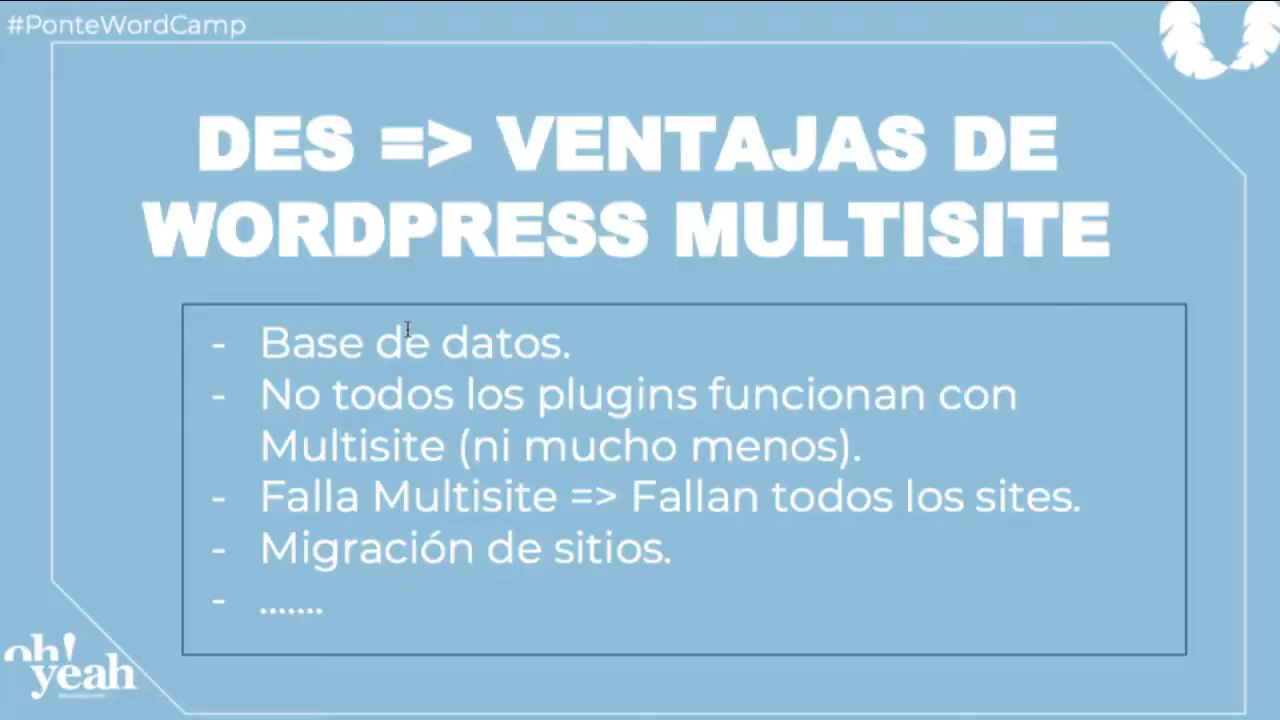 #PonteWordCamp
DES => VENTAJAS DE
WORDPRESS MULTISITE
- Base de datos.
- No todos los plugins funcionan con
Multisite (ni mucho menos).
- Falla Multisite => Fallan todos los sites.
- Migración de sitios.
- .......
oh!
yeah